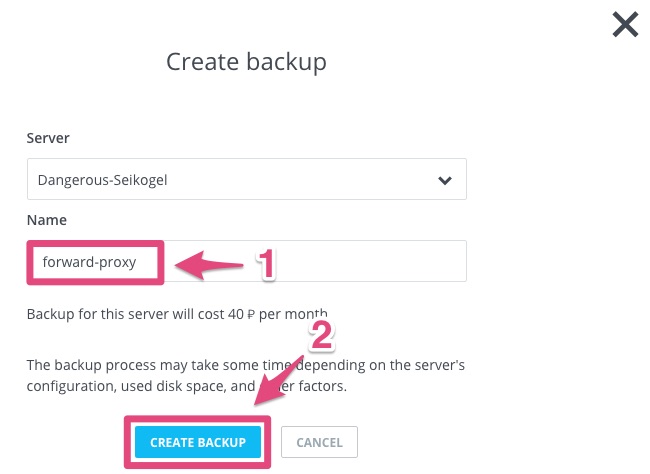 Create backup
Server
Dangerous-Seikogel
Name
forward-proxy
1
Backup for this server will cost 40 ₽ per month
2
The backup process may take some time depending on the server's
configuration, used disk space, and factors.
CREATE BACKUP
CANCEL